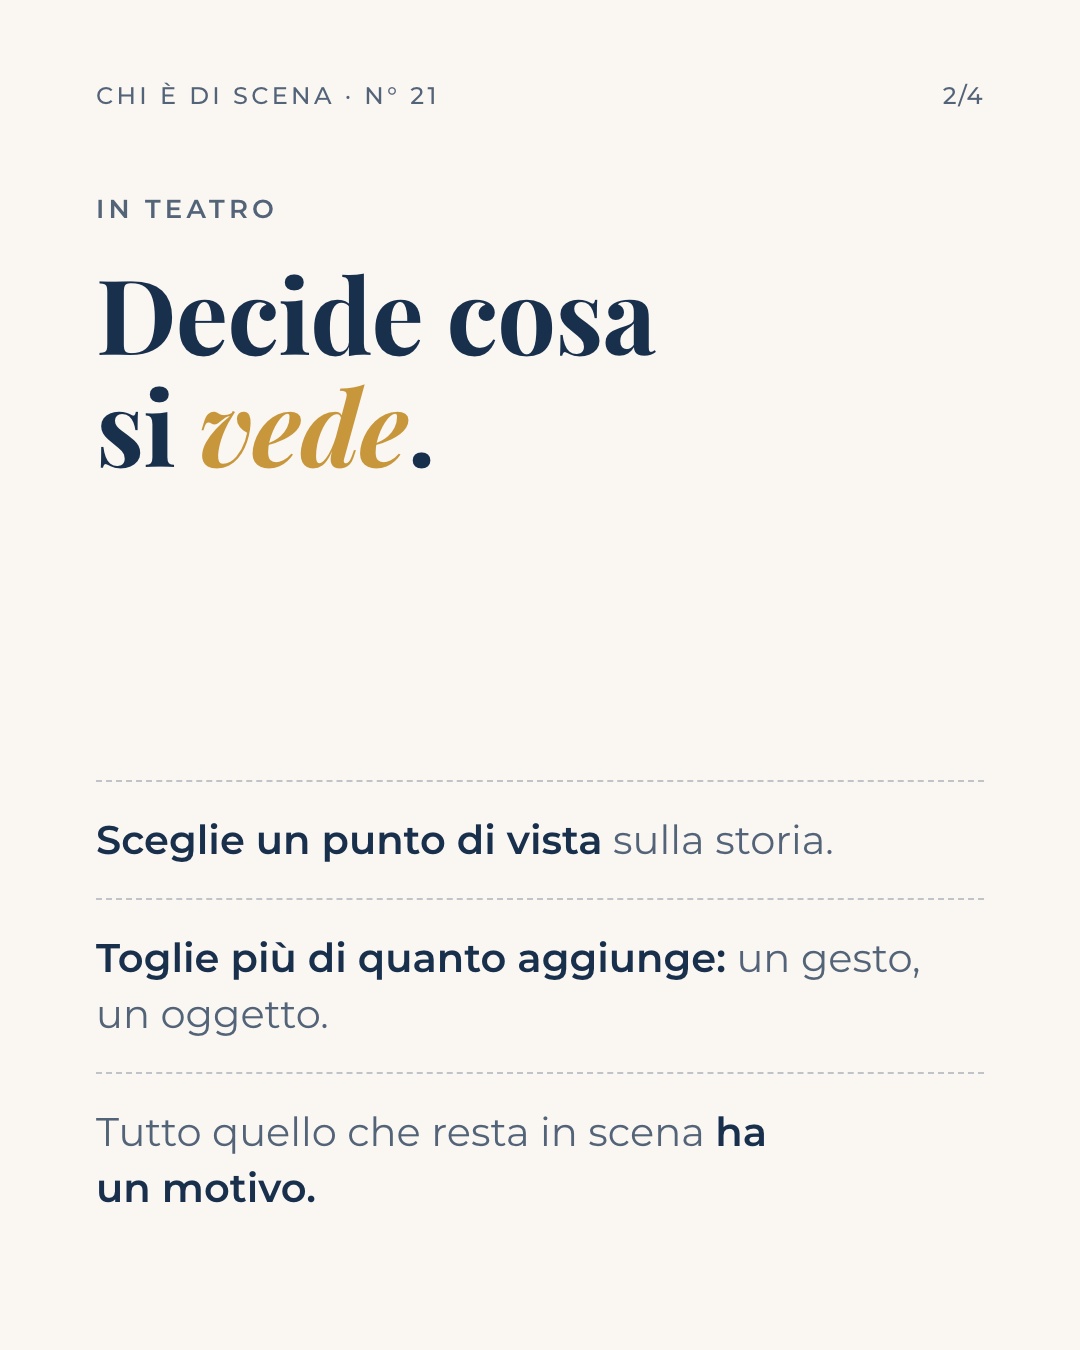 CHI È DI SCENA · N° 21
2/4
IN TEATRO
Decide cosa
si vede.
Sceglie un punto di vista sulla storia.
Toglie più di quanto aggiunge: un gesto,
un oggetto.
Tutto quello che resta in scena ha
un motivo.